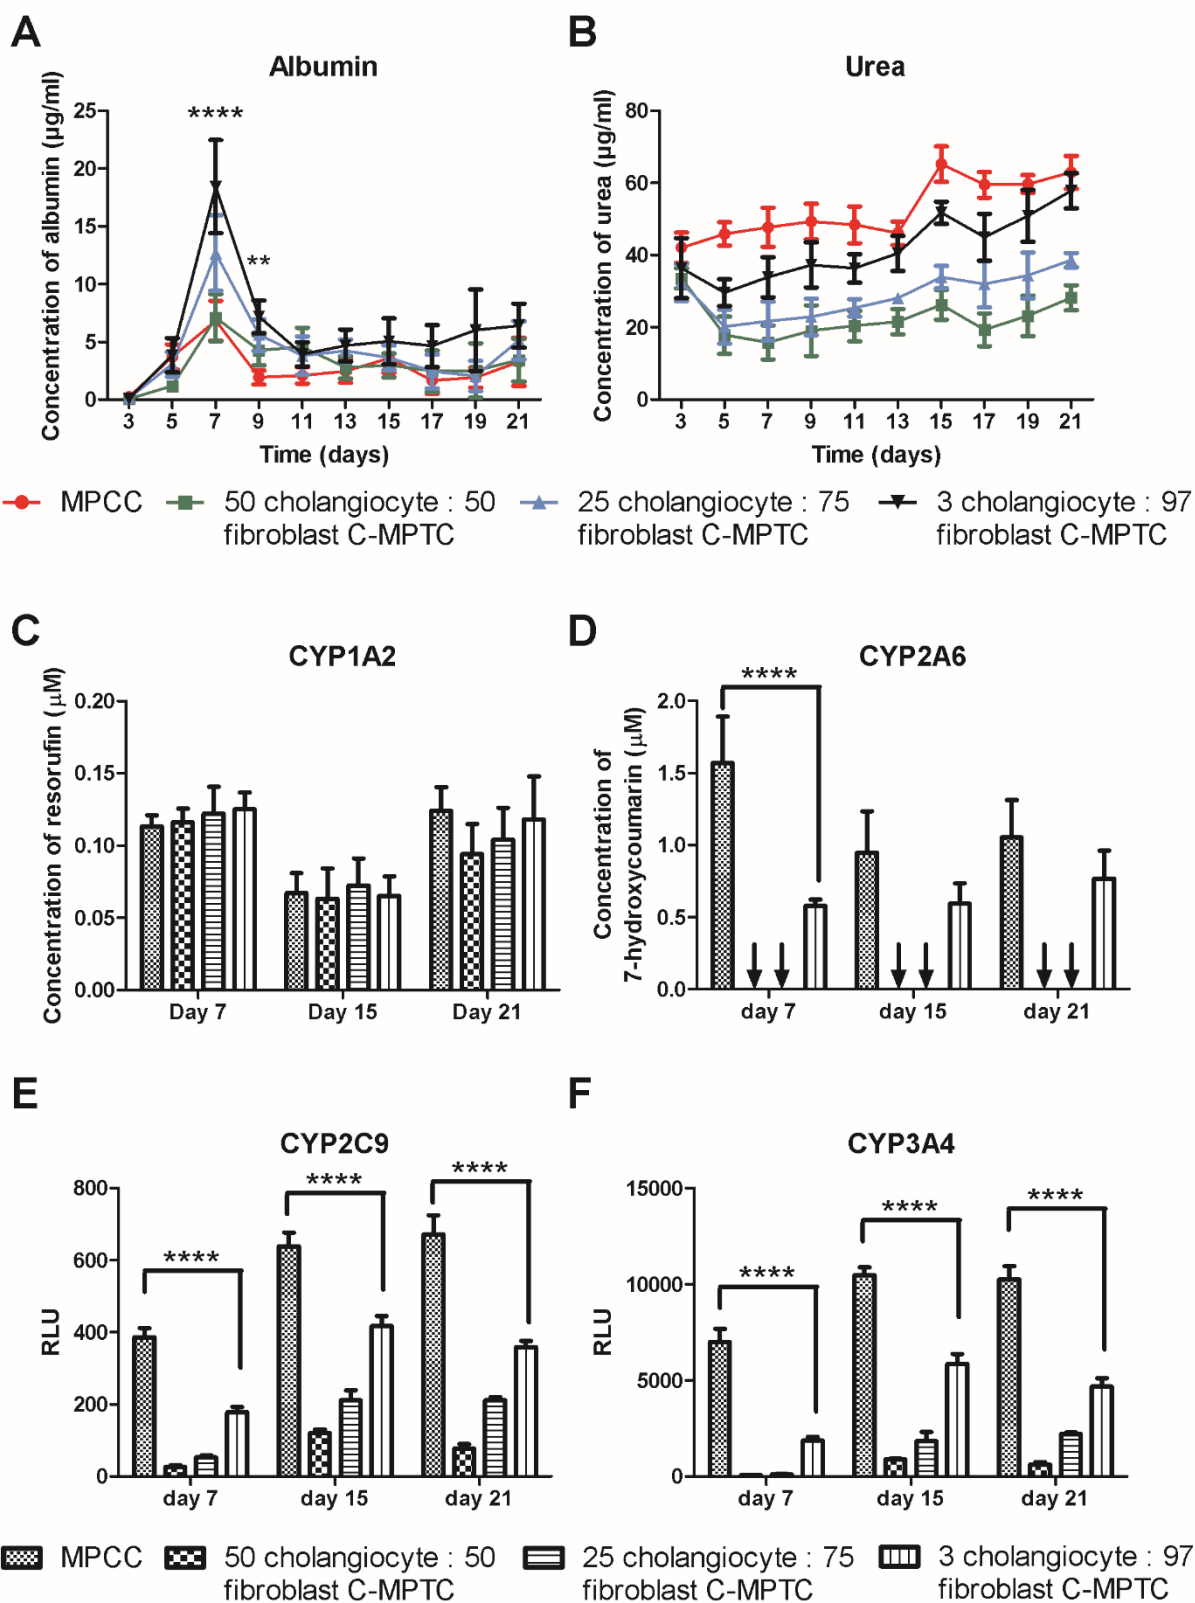 A
B
Albumin
Urea
Concentration of albumin (µg/ml)
25
20
15
10
5
0
****
**
3 5 7 9 11 13 15 17 19 21
Time (days)
Concentration of urea (µg/ml)
80
60
40
20
0
3 5 7 9 11 13 15 17 19 21
Time (days)
MPCC
50 cholangiocyte : 50
fibroblast C-MPTC
25 cholangiocyte : 75
fibroblast C-MPTC
3 cholangiocyte : 97
fibroblast C-MPTC
C
CYP1A2
Concentration of resorufin (µM)
0.20
0.15
0.10
0.05
0.00
Day 7 Day 15 Day 21
D
CYP2A6
Concentration of
7-hydroxycoumarin (µM)
2.0
1.5
1.0
0.5
0.0
****
day 7 day 15 day 21
E
CYP2C9
RLU
800
600
400
200
0
****
****
****
day 7 day 15 day 21
F
CYP3A4
RLU
15000
10000
5000
0
****
****
****
day 7 day 15 day 21
MPCC
50 cholangiocyte : 50
fibroblast C-MPTC
25 cholangiocyte : 75
fibroblast C-MPTC
3 cholangiocyte : 97
fibroblast C-MPTC